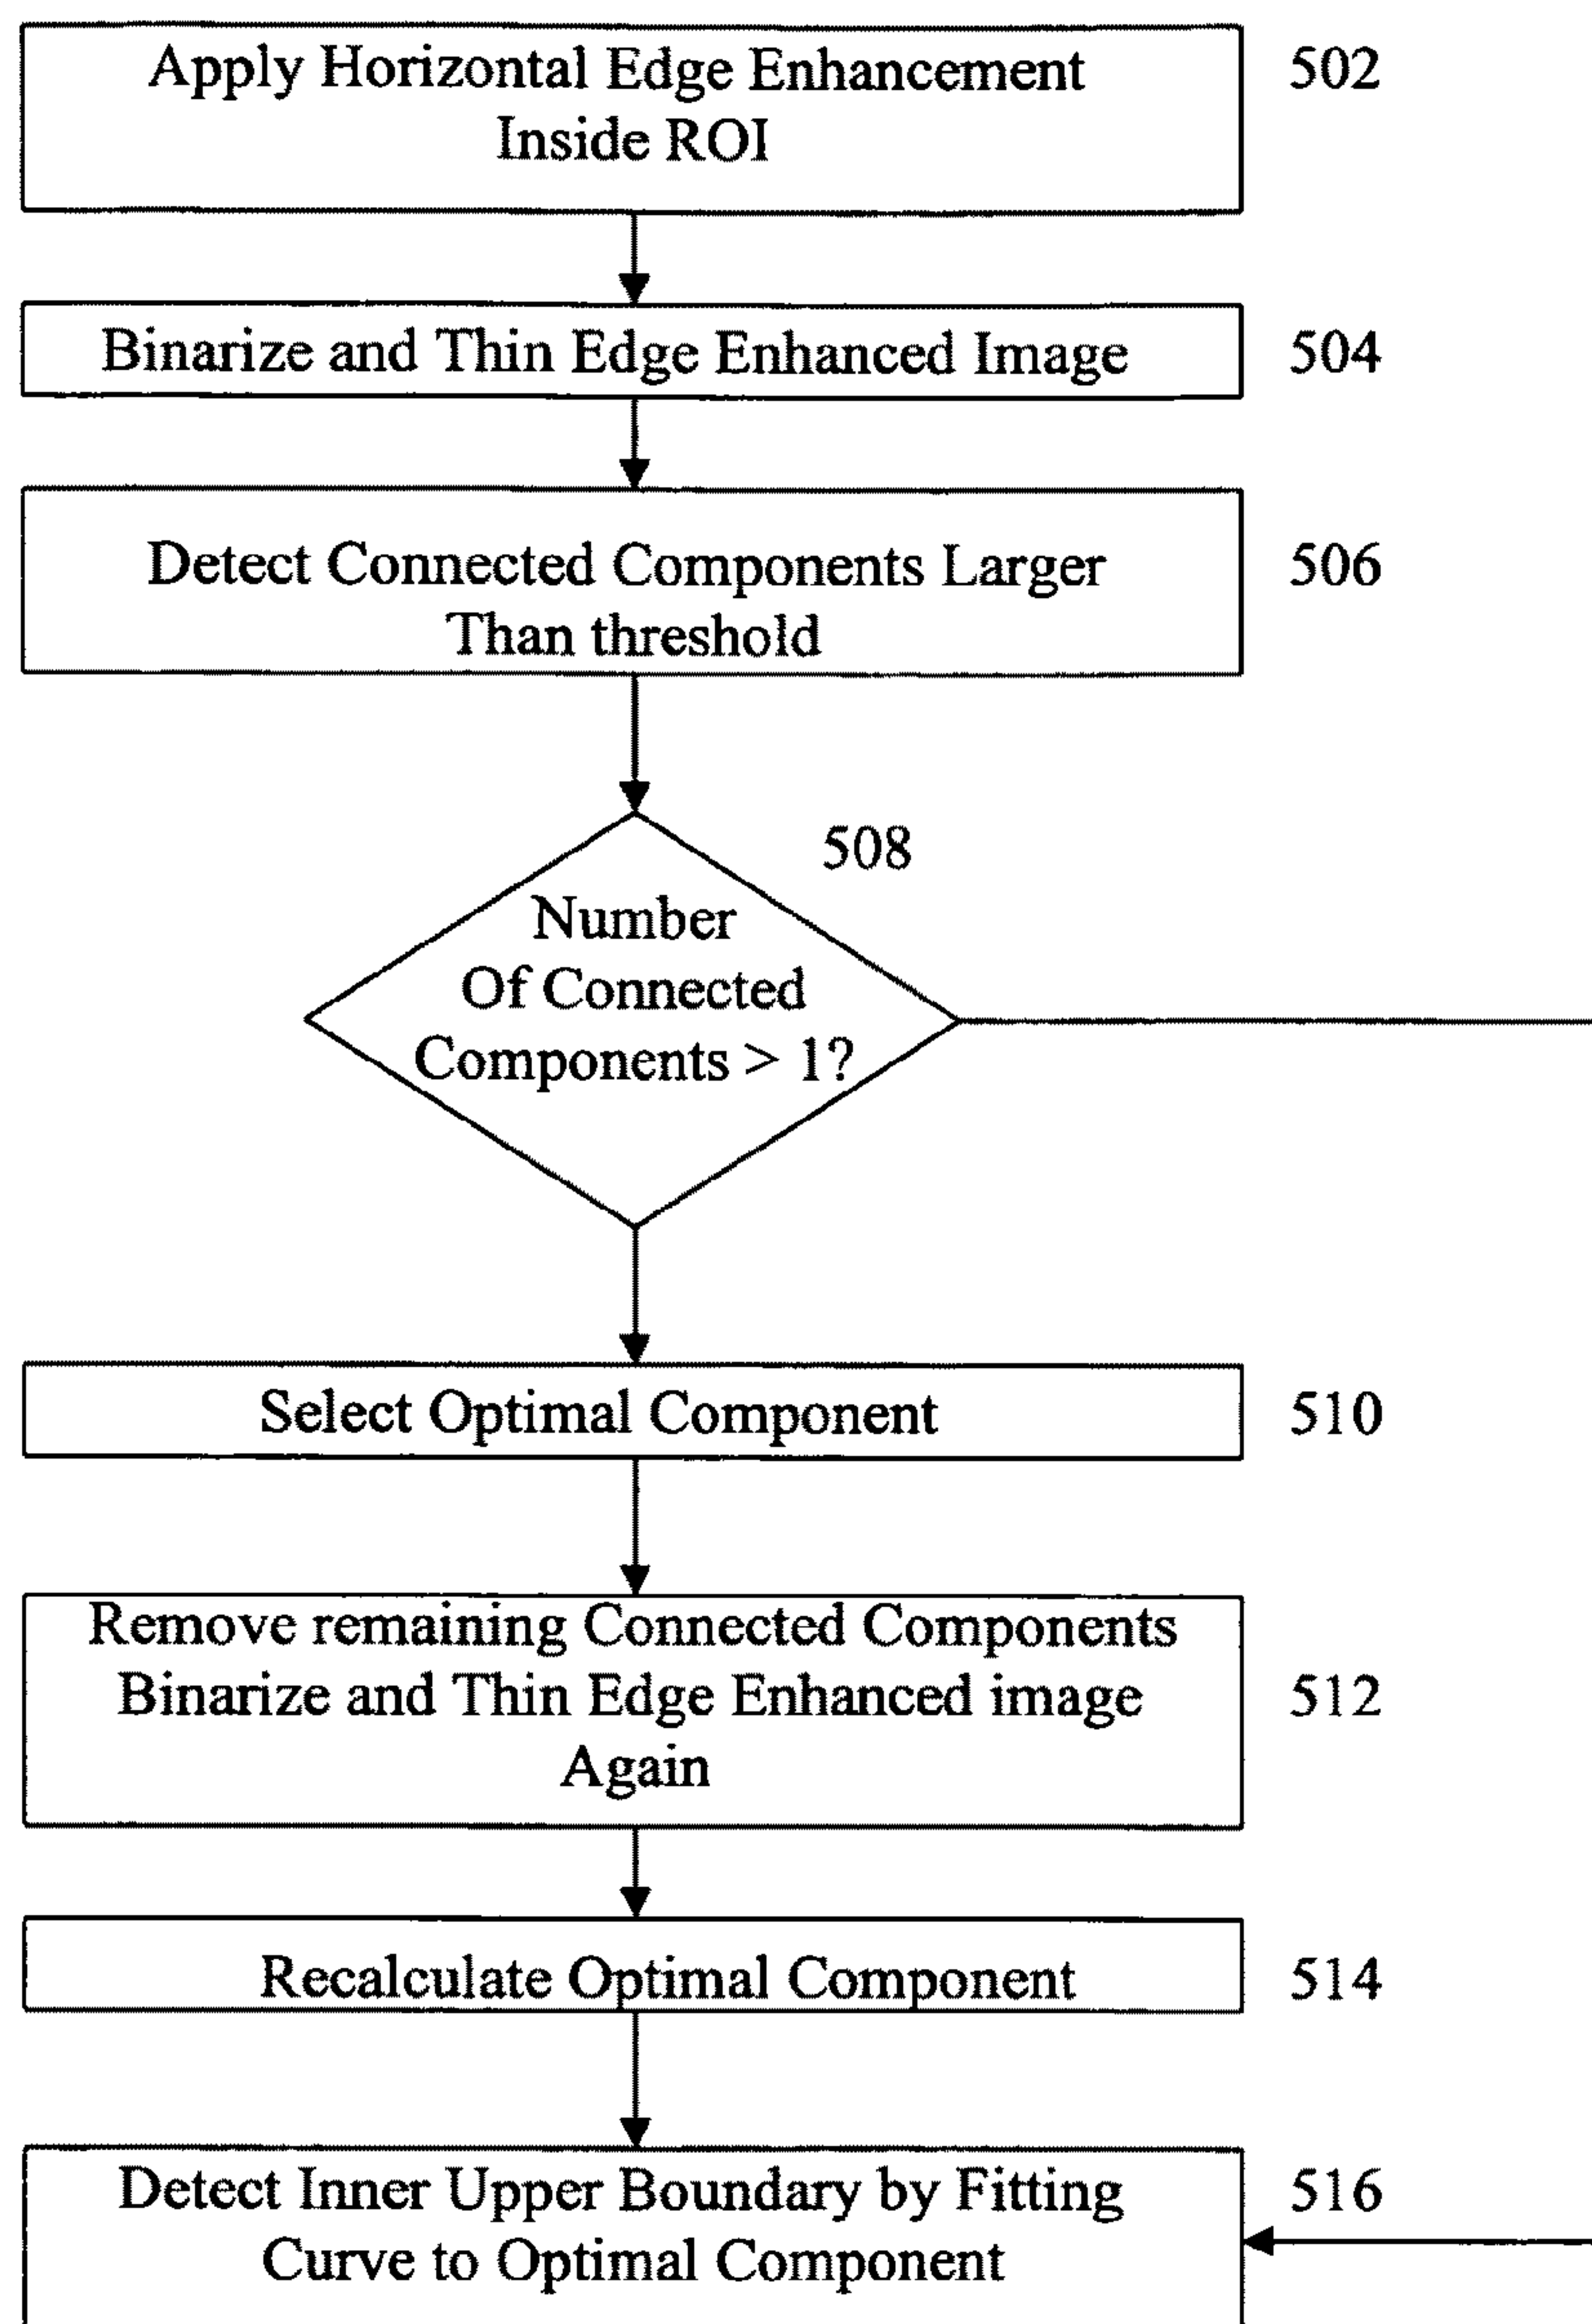 Apply Horizontal Edge Enhancement
Inside ROI
502
Binarize and Thin Edge Enhanced Image
504
Detect Connected Components Larger
Than threshold
506
508
Number
Of Connected
Components > 1?
Select Optimal Component
510
Remove remaining Connected Components
Binarize and Thin Edge Enhanced image
Again
512
Recalculate Optimal Component
514
Detect Inner Upper Boundary by Fitting
Curve to Optimal Component
516